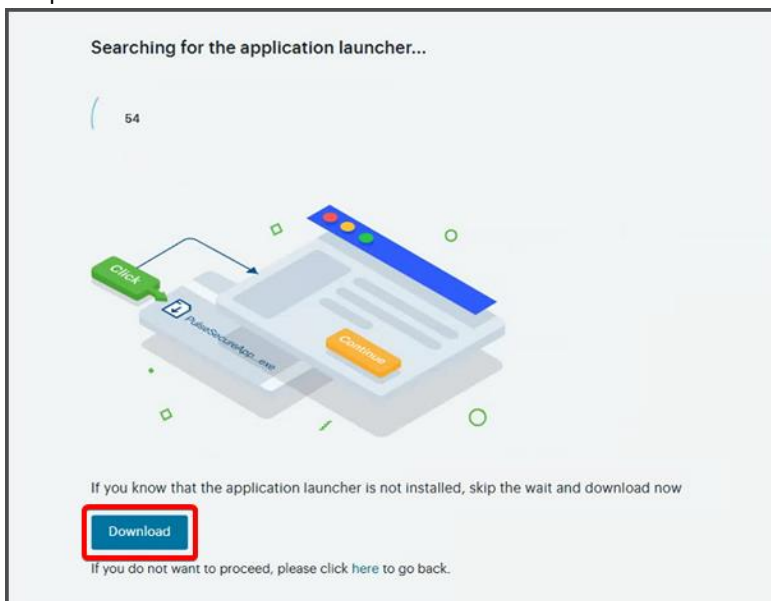 Searching for the application launcher...
54
Click
PulseSecureApp...exe
Continue
If you know that the application launcher is not installed, skip the wait and download now
Download
If you do not want to proceed, please click here to go back.